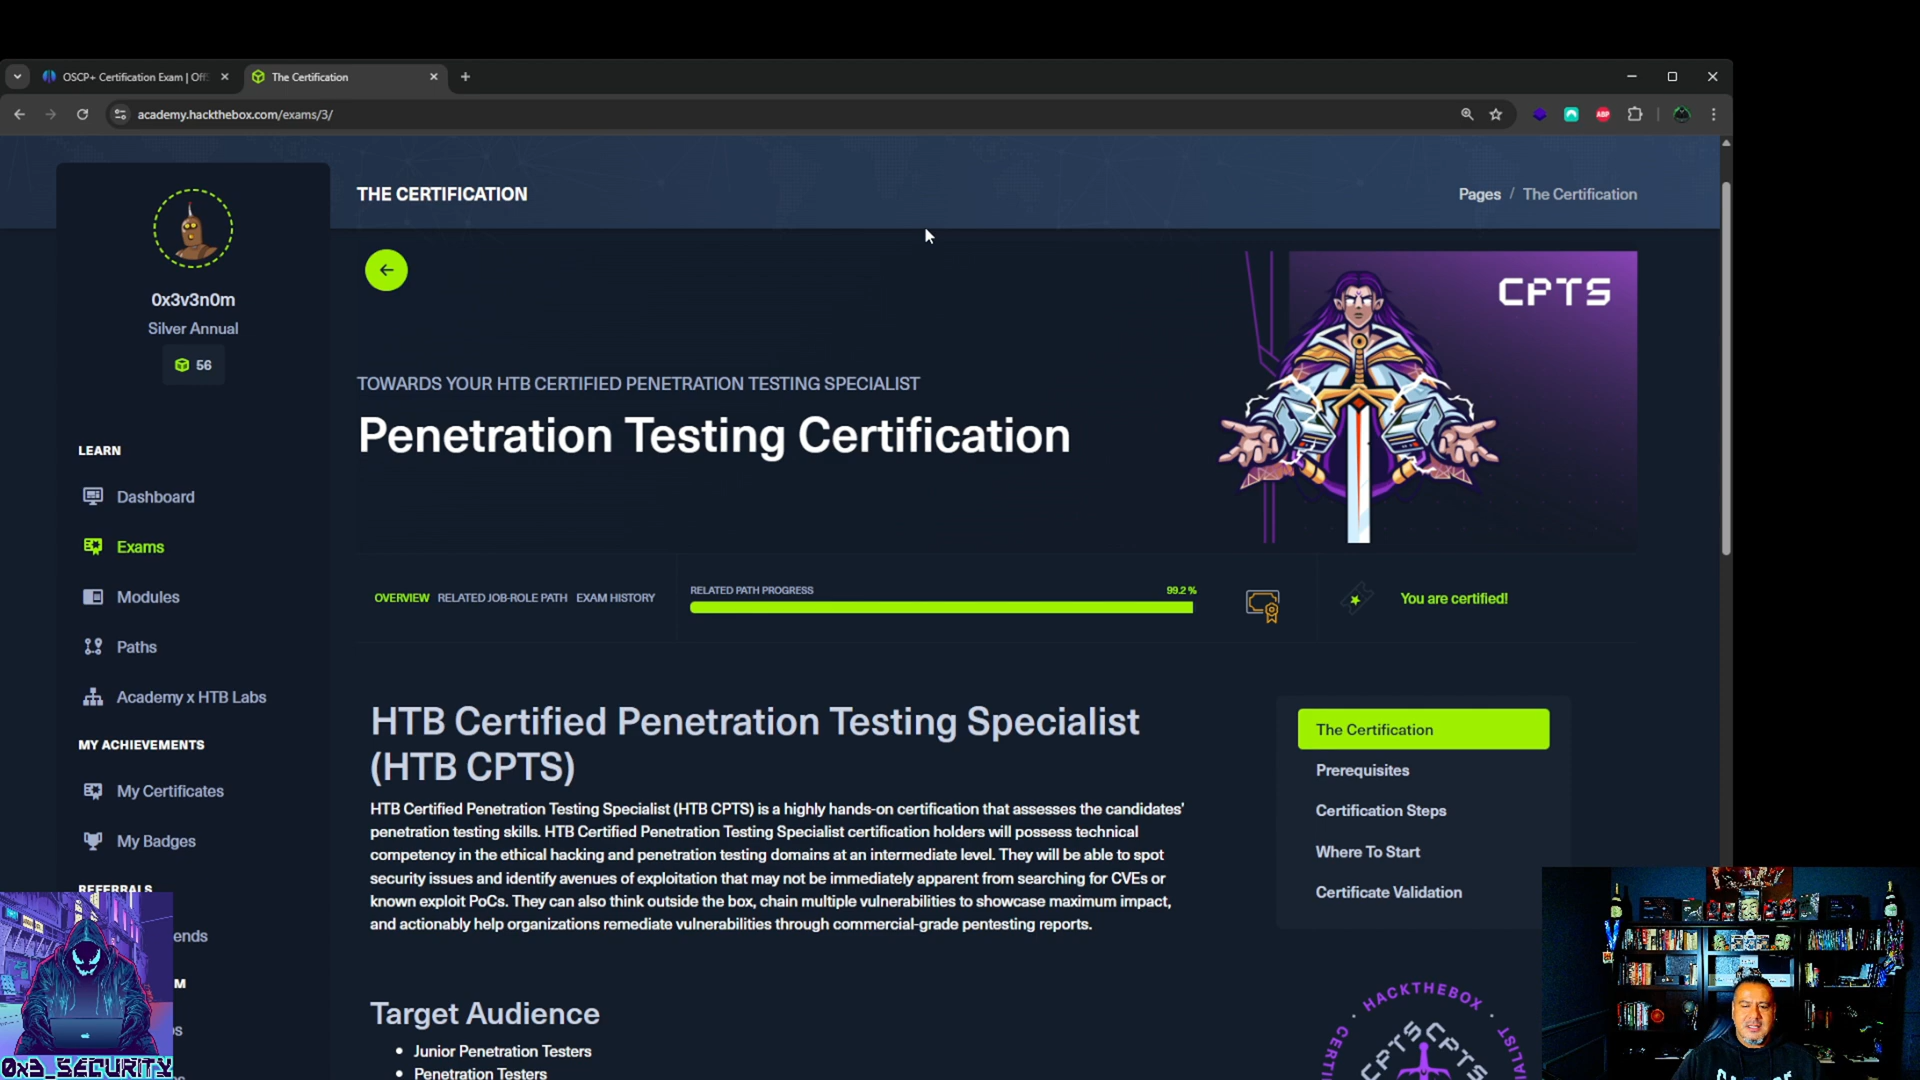 OSCP+ Certification Exam | Off
The Certification
academy.hackthebox.com/exams/3/
ABP
THE CERTIFICATION
Pages / The Certification
0x3v3n0m
Silver Annual
56
CPTS
TOWARDS YOUR HTB CERTIFIED PENETRATION TESTING SPECIALIST
Penetration Testing Certification
LEARN
Dashboard
Exams
Modules
Paths
Academy x HTB Labs
MY ACHIEVEMENTS
My Certificates
My Badges
REFERRALS
ends
M
s
OVERVIEW RELATED JOB-ROLE PATH EXAM HISTORY
RELATED PATH PROGRESS
99.2 %
You are certified!
HTB Certified Penetration Testing Specialist
(HTB CPTS)
HTB Certified Penetration Testing Specialist (HTB CPTS) is a highly hands-on certification that assesses the candidates'
penetration testing skills. HTB Certified Penetration Testing Specialist certification holders will possess technical
competency in the ethical hacking and penetration testing domains at an intermediate level. They will be able to spot
security issues and identify avenues of exploitation that may not be immediately apparent from searching for CVEs or
known exploit PoCs. They can also think outside the box, chain multiple vulnerabilities to showcase maximum impact,
and actionably help organizations remediate vulnerabilities through commercial-grade pentesting reports.
Target Audience
Junior Penetration Testers
Penetration Testers
The Certification
Prerequisites
Certification Steps
Where To Start
Certificate Validation
HACKTHEBOX
CERTI
IALIST
CPTSCPTS
0x3_SECURITY